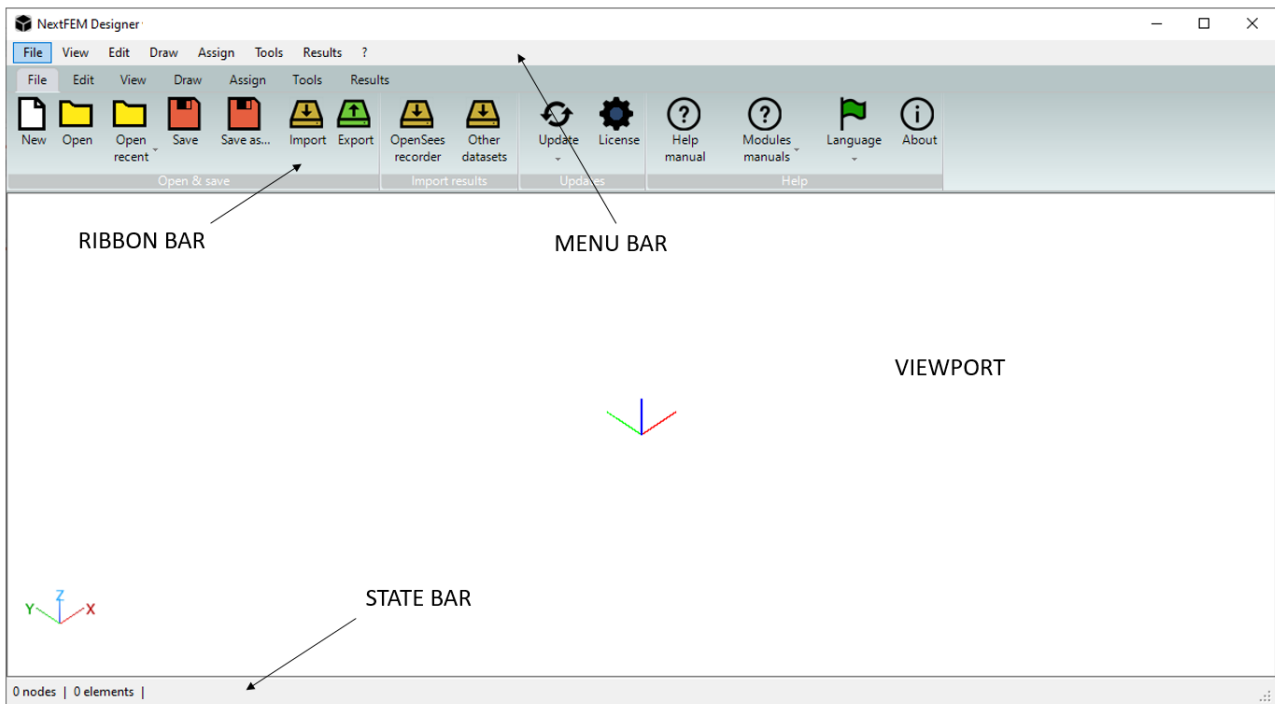 NextFEM Designer
File View Edit Draw Assign Tools Results ?
File Edit View Draw Assign Tools Results
New Open Open recent Save Save as... Import Export OpenSees recorder Other datasets Update License Help manual Modules manuals Language About
Open & save Import results Updates Help
RIBBON BAR MENU BAR
VIEWPORT
STATE BAR
Z
Y X
0 nodes | 0 elements |